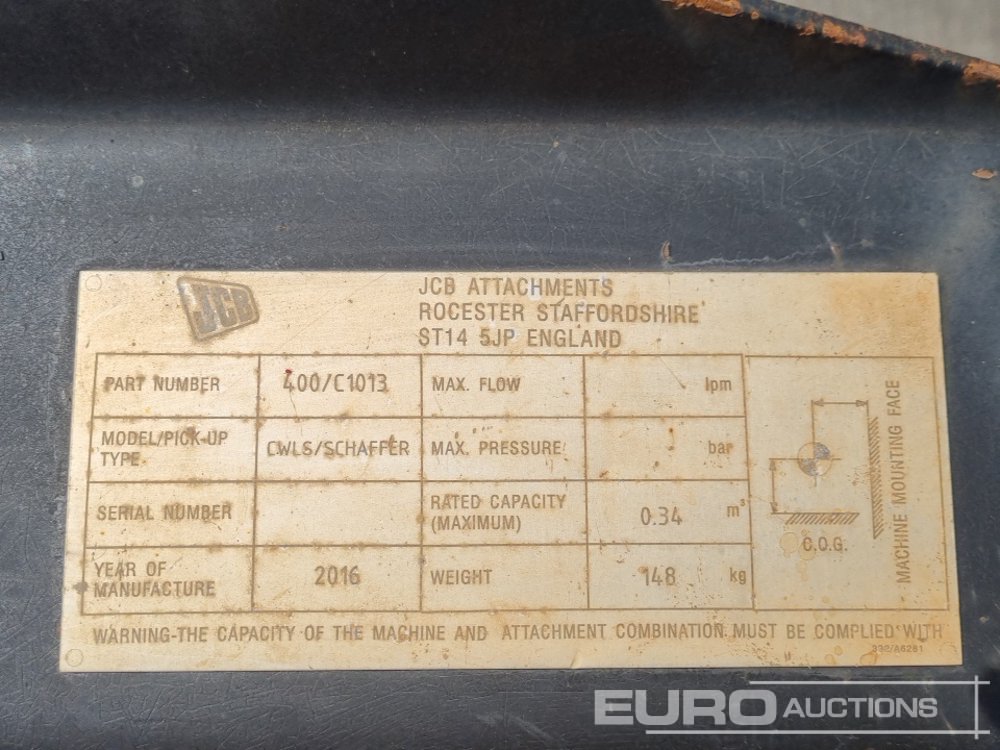 JCB
JCB ATTACHMENTS
ROCESTER STAFFORDSHIRE
ST14 5JP ENGLAND
PART NUMBER 400/C1013 MAX. FLOW lpm
MODEL/PICK-UP TYPE CWLS/SCHAFFER MAX. PRESSURE bar
SERIAL NUMBER RATED CAPACITY (MAXIMUM) 0.34 m³
YEAR OF MANUFACTURE 2016 WEIGHT 148 kg
C.O.G.
MACHINE MOUNTING FACE
WARNING-THE CAPACITY OF THE MACHINE AND ATTACHMENT COMBINATION MUST BE COMPLIED WITH
332/A6281
EURO AUCTIONS